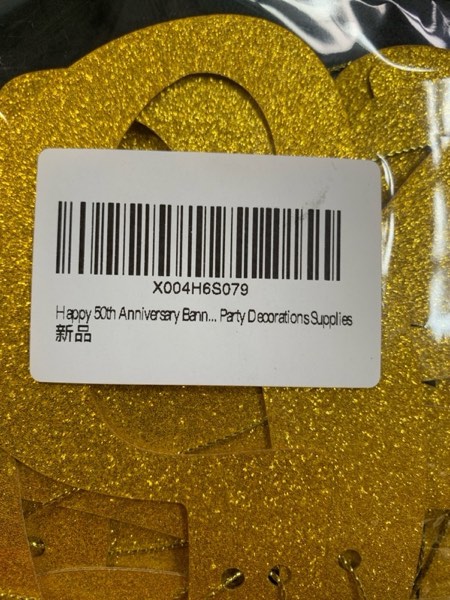 X004H6S079
Happy 50th Anniversary Bann... Party Decorations Supplies
新品